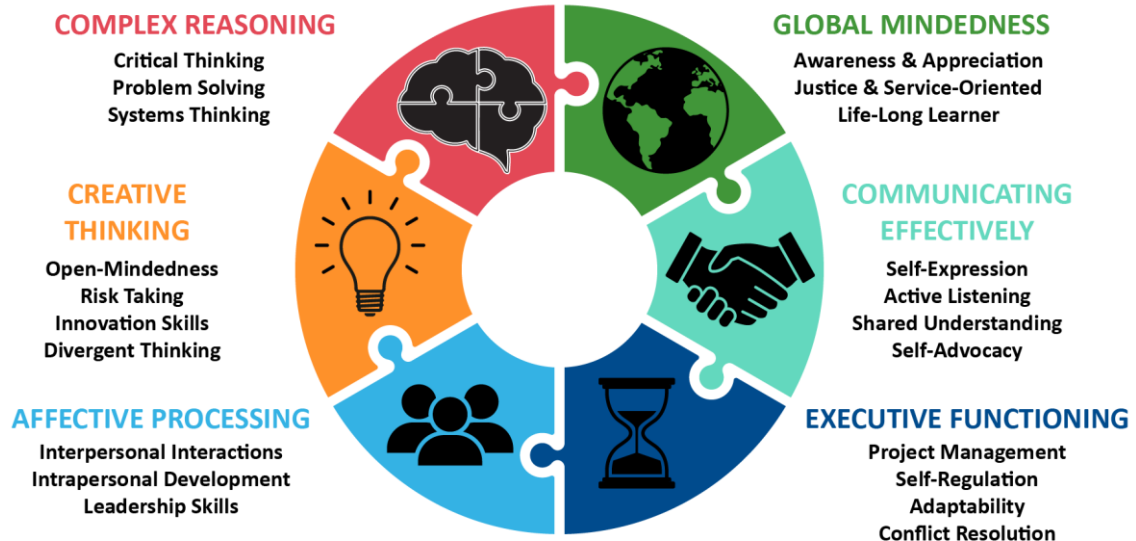 COMPLEX REASONING
Critical Thinking
Problem Solving
Systems Thinking
CREATIVE
THINKING
Open-Mindedness
Risk Taking
Innovation Skills
Divergent Thinking
AFFECTIVE PROCESSING
Interpersonal Interactions
Intrapersonal Development
Leadership Skills
GLOBAL MINDEDNESS
Awareness & Appreciation
Justice & Service-Oriented
Life-Long Learner
COMMUNICATING
EFFECTIVELY
Self-Expression
Active Listening
Shared Understanding
Self-Advocacy
EXECUTIVE FUNCTIONING
Project Management
Self-Regulation
Adaptability
Conflict Resolution